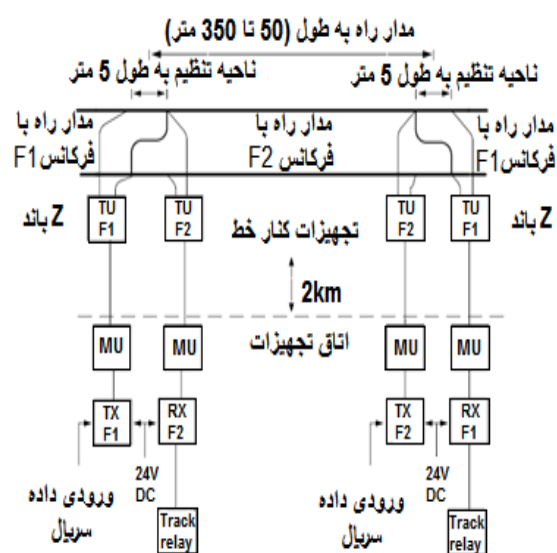 مدار راه به طول (50 تا 350 متر)
ناحیه تنظیم به طول 5 متر
ناحیه تنظیم به طول 5 متر
مدار راه با
فرکانس F1
مدار راه با
فرکانس F2
مدار راه با
فرکانس F1
Z باند
TU
F1
TU
F2
تجهیزات کنار خط
TU
F2
TU
F1
Z باند
2km
اتاق تجهیزات
MU
MU
MU
MU
TX
F1
RX
F2
TX
F2
RX
F1
24V
DC
24V
DC
ورودی داده
سریال
ورودی داده
سریال
Track
relay
Track
relay